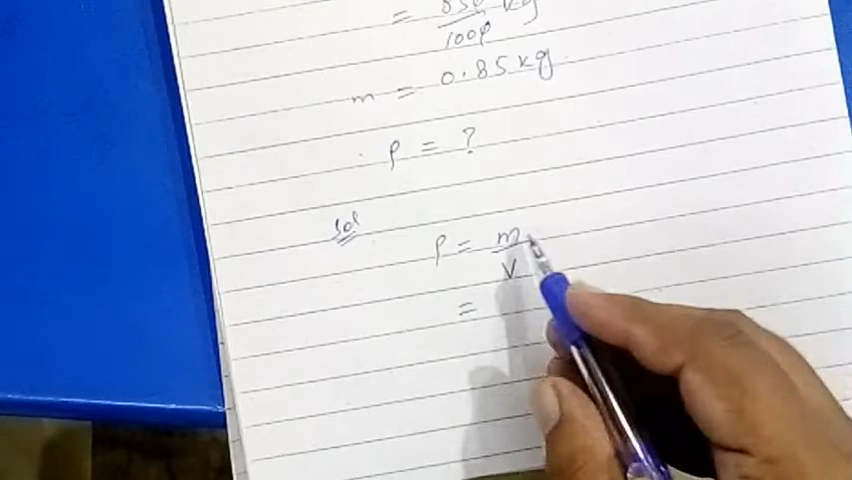 = 850/1000 kg
m = 0.85 kg
ρ = ?
Sol
ρ = m/V
=